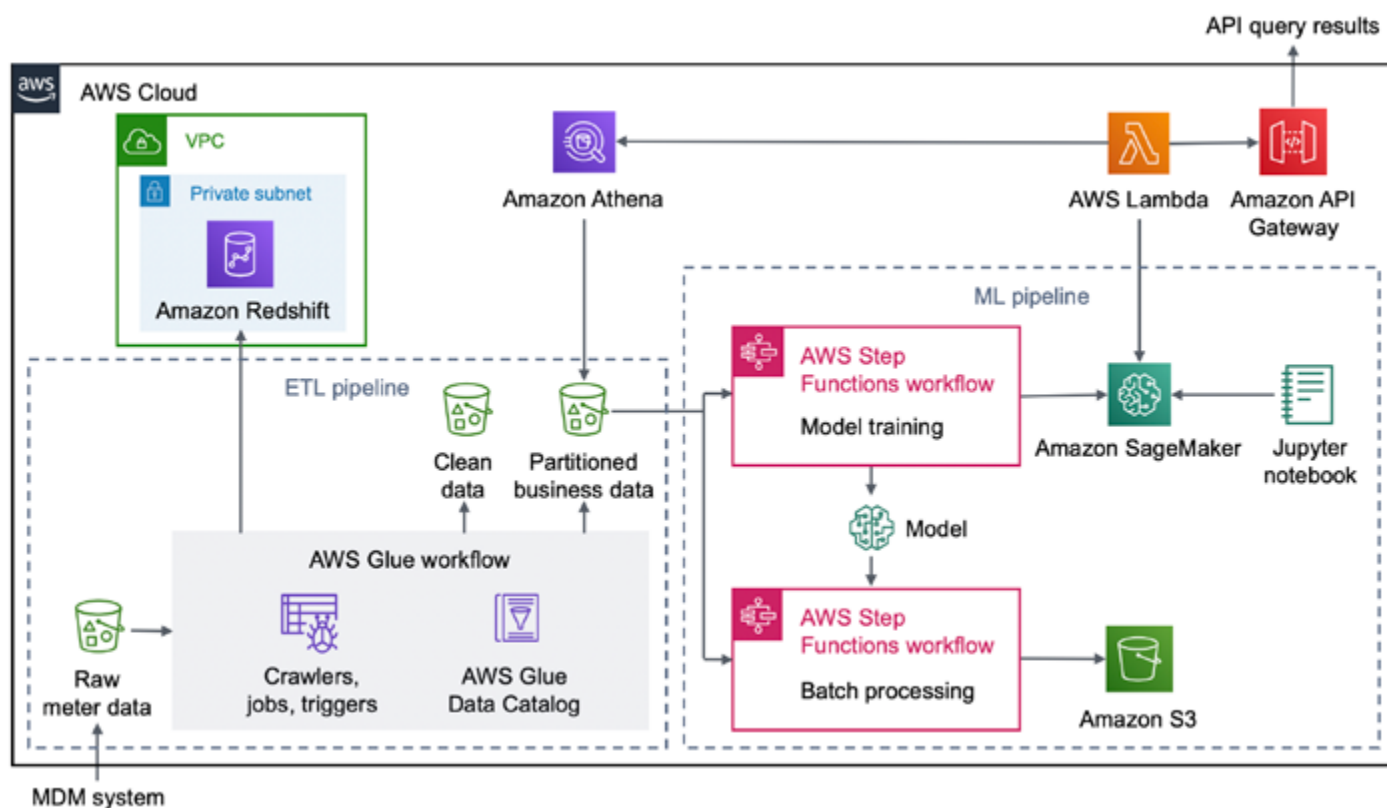 API query results
aws
AWS Cloud
VPC
Private subnet
Amazon Redshift
Amazon Athena
AWS Lambda
Amazon API
Gateway
ETL pipeline
Clean
data
Partitioned
business data
AWS Glue workflow
Crawlers,
jobs, triggers
AWS Glue
Data Catalog
Raw
meter data
MDM system
ML pipeline
AWS Step
Functions workflow
Model training
Amazon SageMaker
Jupyter
notebook
Model
AWS Step
Functions workflow
Batch processing
Amazon S3